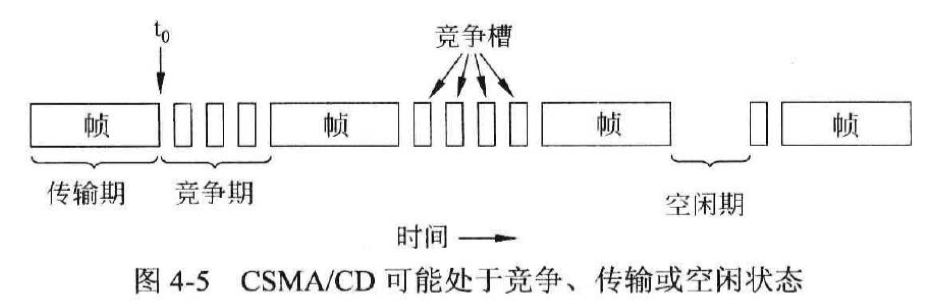 t0
竞争槽
帧 帧 帧 帧
传输期 竞争期 空闲期
时间
图 4-5 CSMA/CD 可能处于竞争、传输或空闲状态